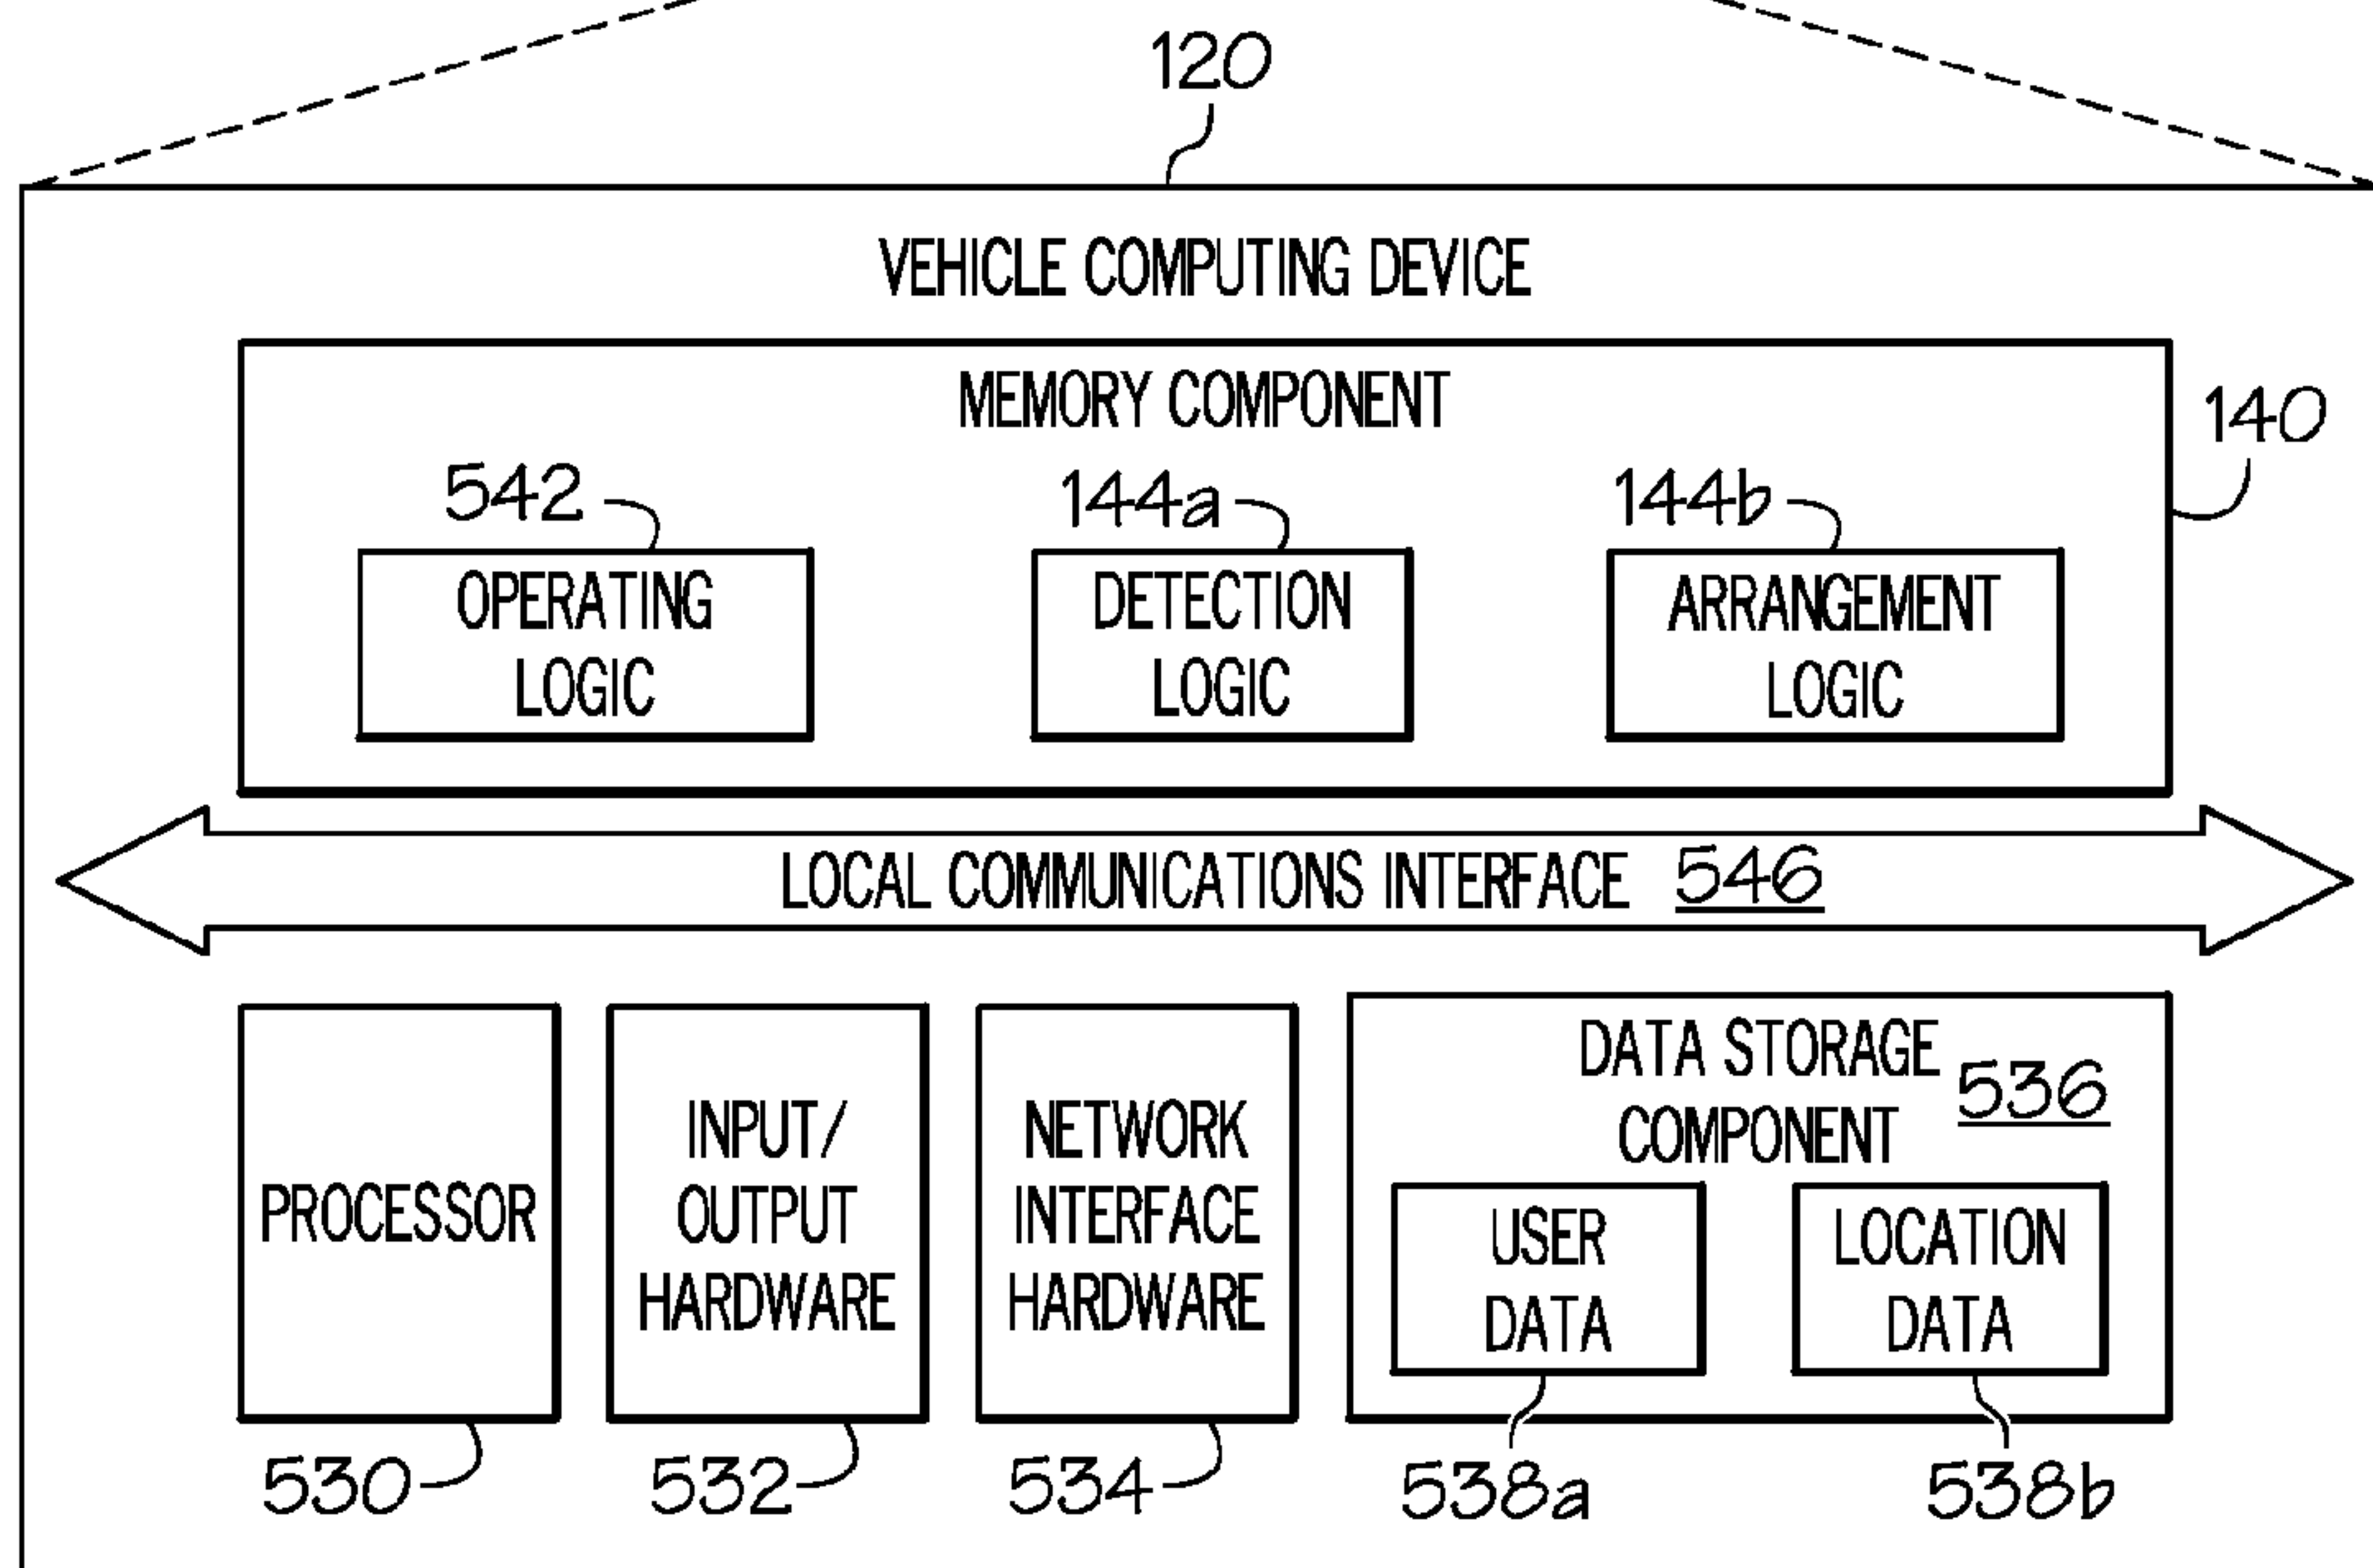 120
VEHICLE COMPUTING DEVICE
MEMORY COMPONENT
140
542
144a
144b
OPERATING
LOGIC
DETECTION
LOGIC
ARRANGEMENT
LOGIC
LOCAL COMMUNICATIONS INTERFACE 546
PROCESSOR
INPUT/
OUTPUT
HARDWARE
NETWORK
INTERFACE
HARDWARE
DATA STORAGE
COMPONENT
536
USER
DATA
LOCATION
DATA
530
532
534
538a
538b